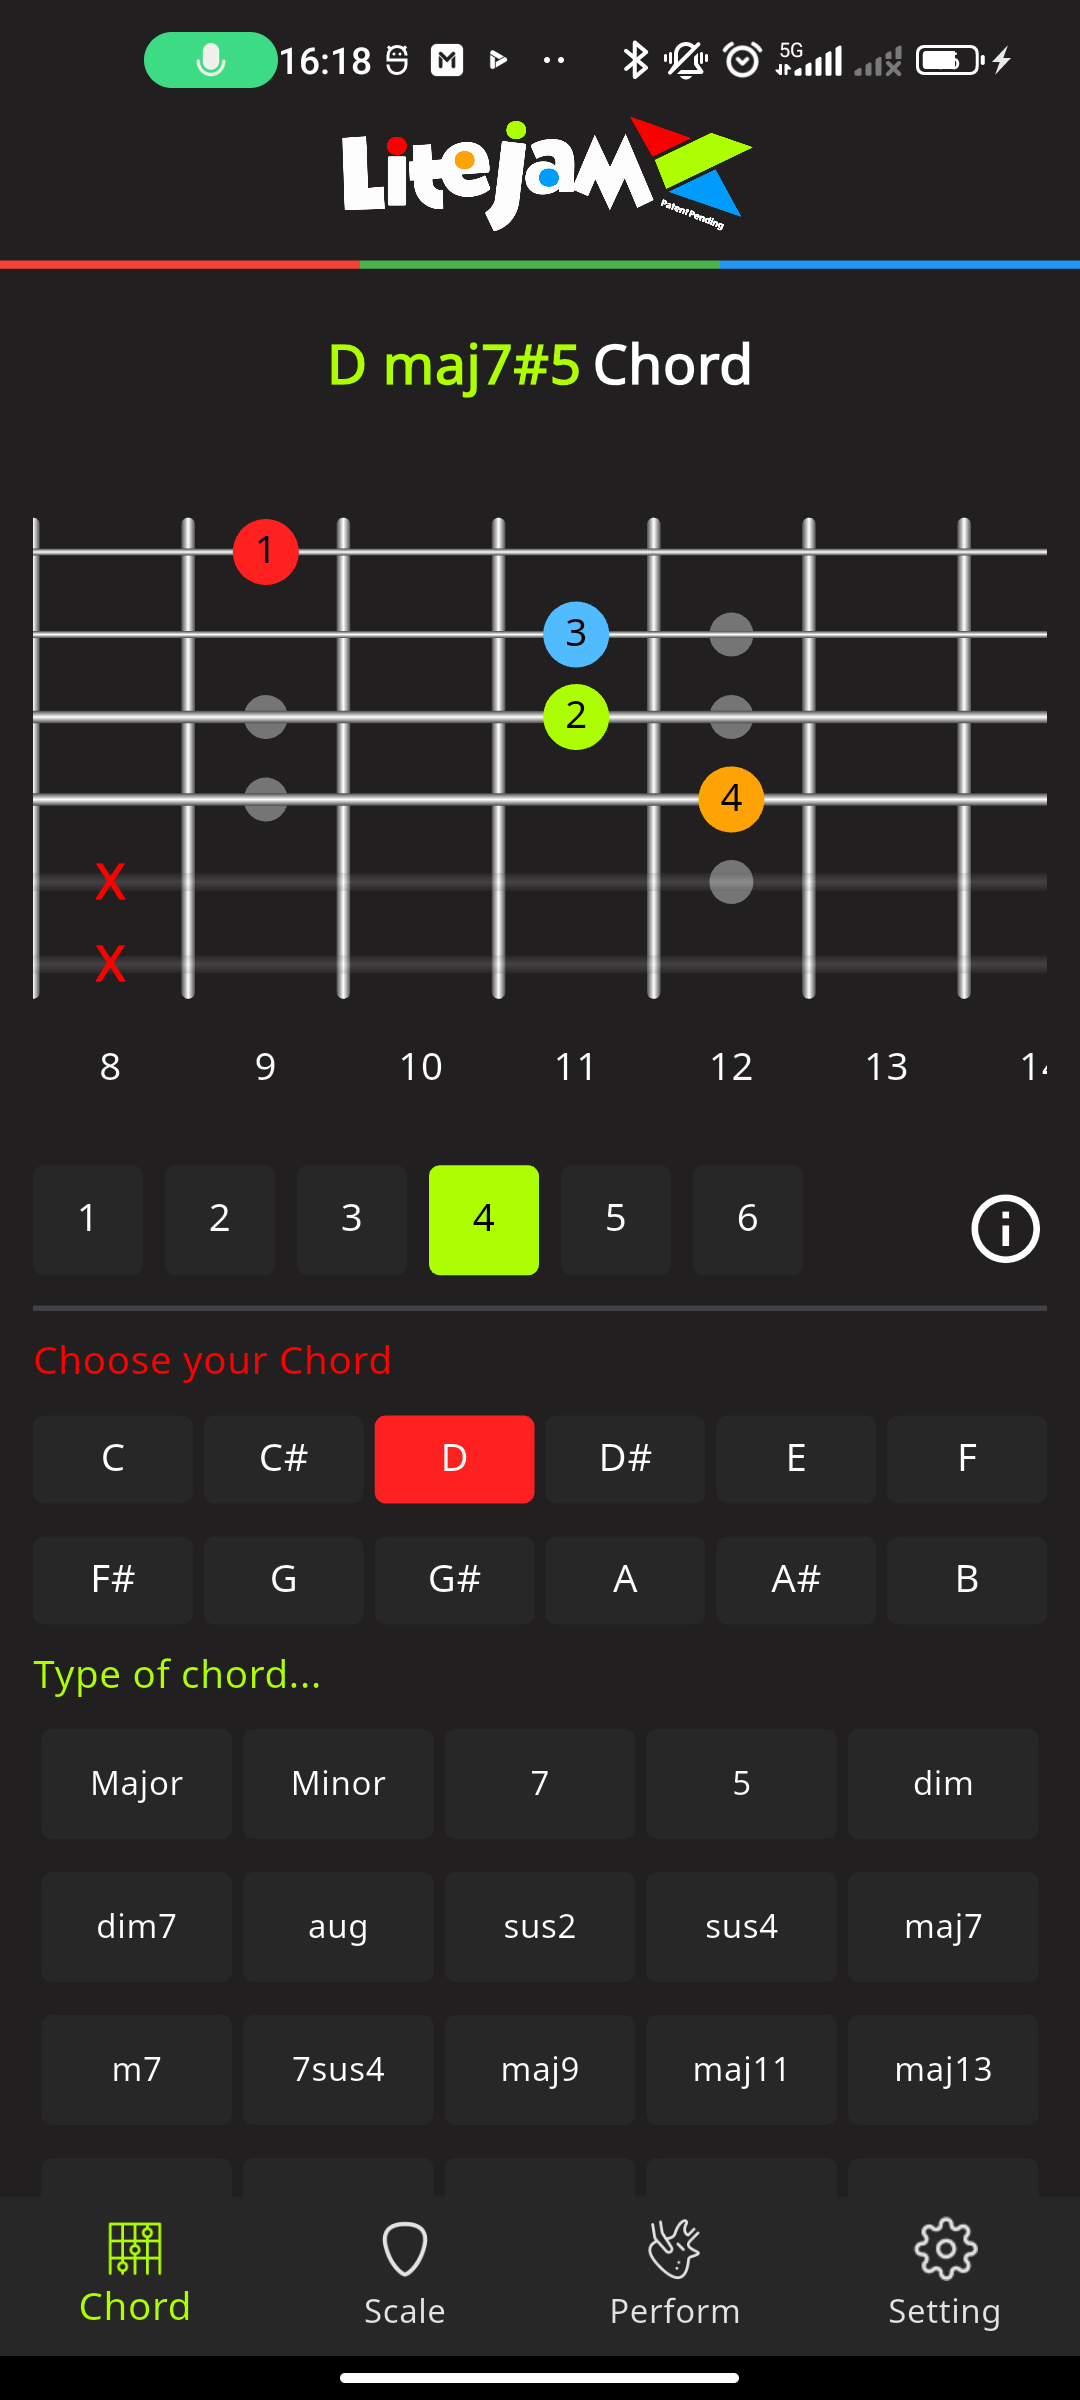 16:18 5G
Litejam
Patent Pending
D maj7#5 Chord
1
3
2
4
X
X
8 9 10 11 12 13
1 2 3 4 5 6
Choose your Chord
C C# D D# E F
F# G G# A A# B
Type of chord...
Major Minor 7 5 dim
dim7 aug sus2 sus4 maj7
m7 7sus4 maj9 maj11 maj13
Chord Scale Perform Setting